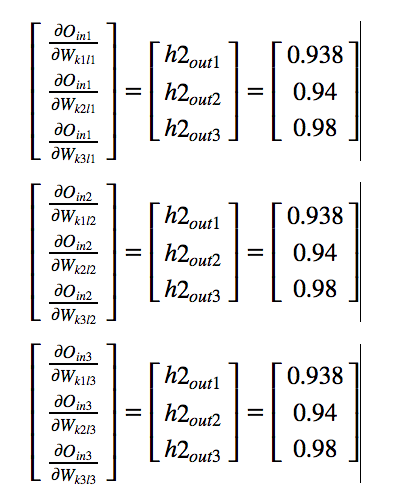 ∂O_in1/∂W_k1l1 = h2_out1 = 0.938
∂O_in1/∂W_k2l1 h2_out2 0.94
∂O_in1/∂W_k3l1 h2_out3 0.98
∂O_in2/∂W_k1l2 = h2_out1 = 0.938
∂O_in2/∂W_k2l2 h2_out2 0.94
∂O_in2/∂W_k3l2 h2_out3 0.98
∂O_in3/∂W_k1l3 = h2_out1 = 0.938
∂O_in3/∂W_k2l3 h2_out2 0.94
∂O_in3/∂W_k3l3 h2_out3 0.98